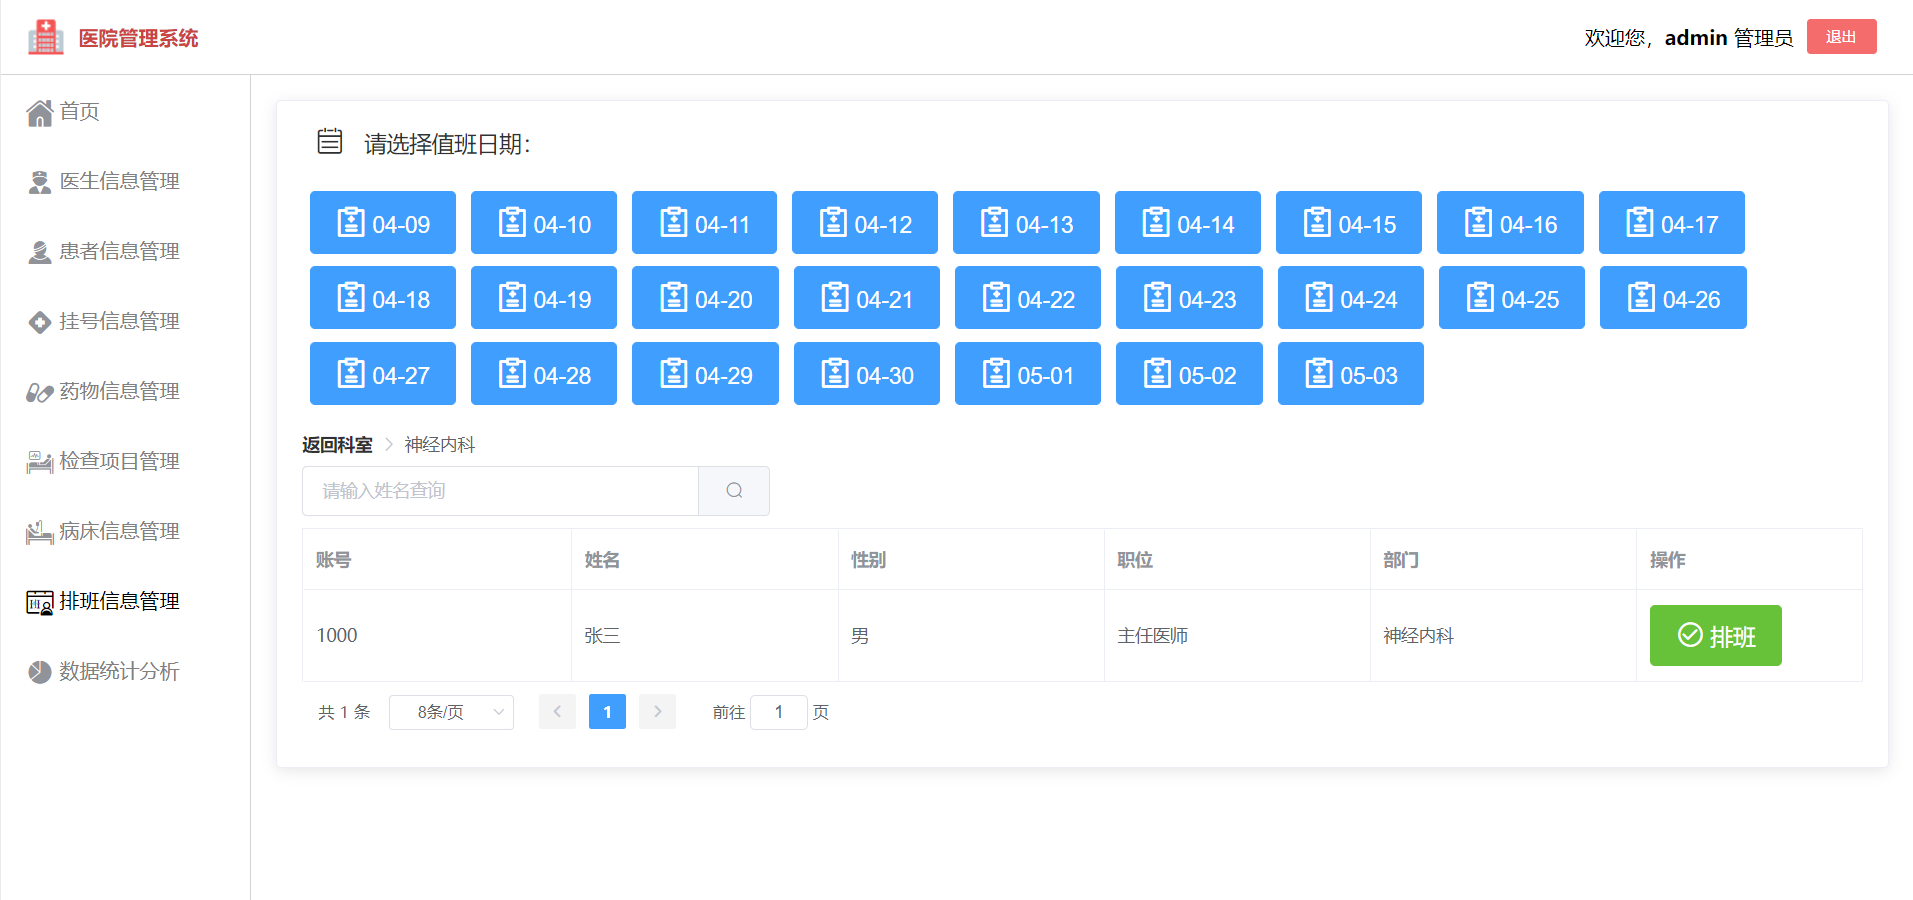 医院管理系统
欢迎您，admin 管理员 退出
首页
医生信息管理
患者信息管理
挂号信息管理
药物信息管理
检查项目管理
病床信息管理
班 排班信息管理
数据统计分析
请选择值班日期：
04-09 04-10 04-11 04-12 04-13 04-14 04-15 04-16 04-17
04-18 04-19 04-20 04-21 04-22 04-23 04-24 04-25 04-26
04-27 04-28 04-29 04-30 05-01 05-02 05-03
返回科室 > 神经内科
请输入姓名查询
账号 姓名 性别 职位 部门 操作
1000 张三 男 主任医师 神经内科 排班
共 1 条 8条/页 1 前往 1 页